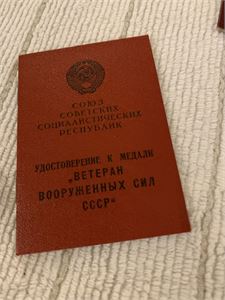 СОЮЗ
СОВЕТСКИХ
СОЦИАЛИСТИЧЕСКИХ
РЕСПУБЛИК
УДОСТОВЕРЕНИЕ К МЕДАЛИ
„ВЕТЕРАН
ВООРУЖЕННЫХ СИЛ
СССР“